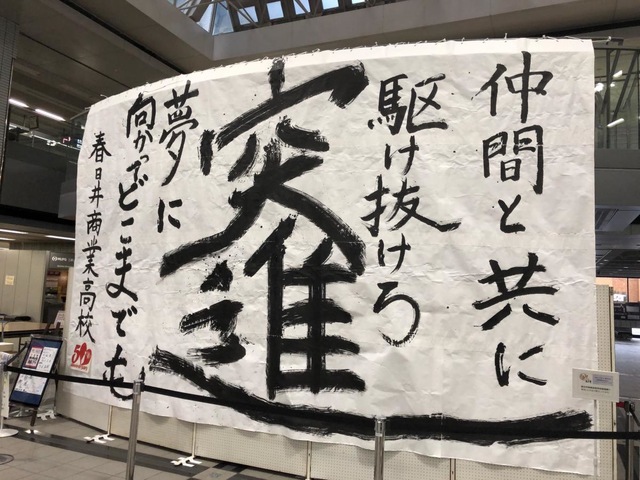 仲間と共に
駆け抜けろ
突進
夢に
向かってどこまでも
春日井商業高校